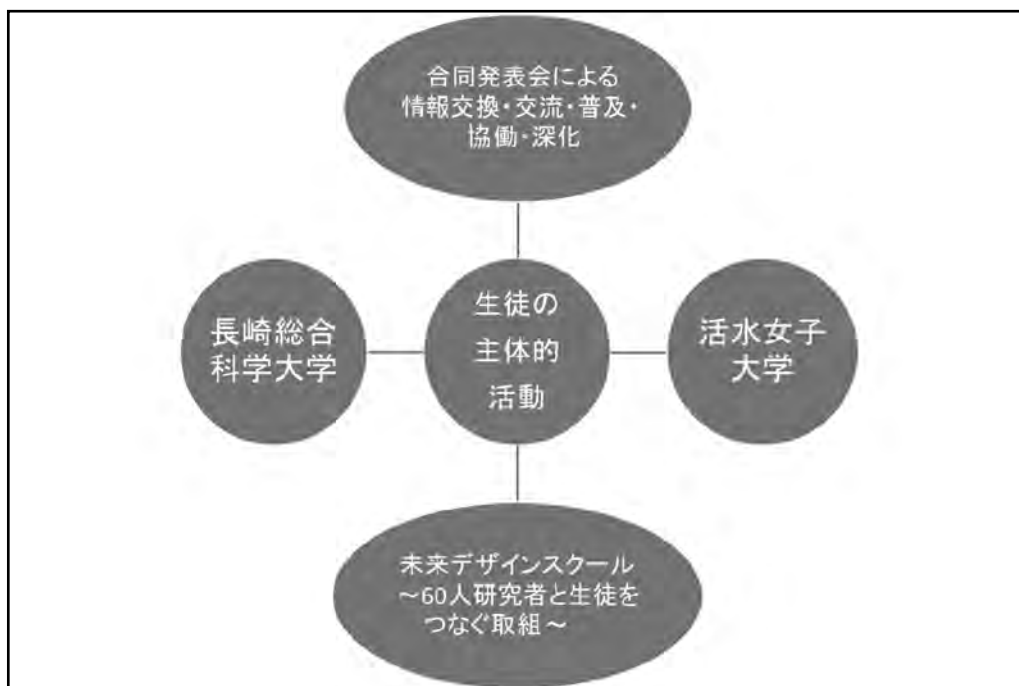 合同発表会による
情報交換・交流・普及・
協働・深化
長崎総合
科学大学
生徒の
主体的
活動
活水女子
大学
未来デザインスクール
～60人研究者と生徒を
つなぐ取組～